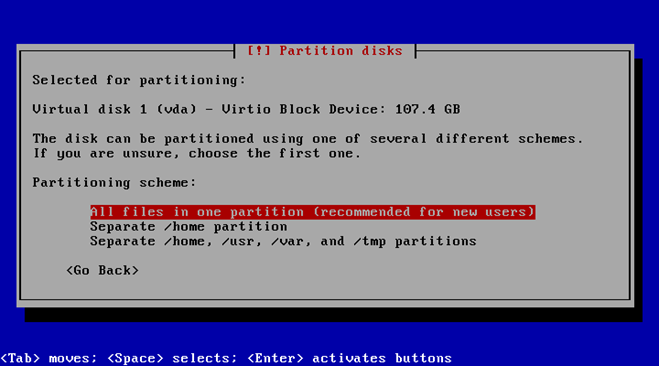 [!] Partition disks
Selected for partitioning:
Virtual disk 1 (vda) - Virtio Block Device: 107.4 GB
The disk can be partitioned using one of several different schemes.
If you are unsure, choose the first one.
Partitioning scheme:
All files in one partition (recommended for new users)
Separate /home partition
Separate /home, /usr, /var, and /tmp partitions
<Go Back>
<Tab> moves; <Space> selects; <Enter> activates buttons